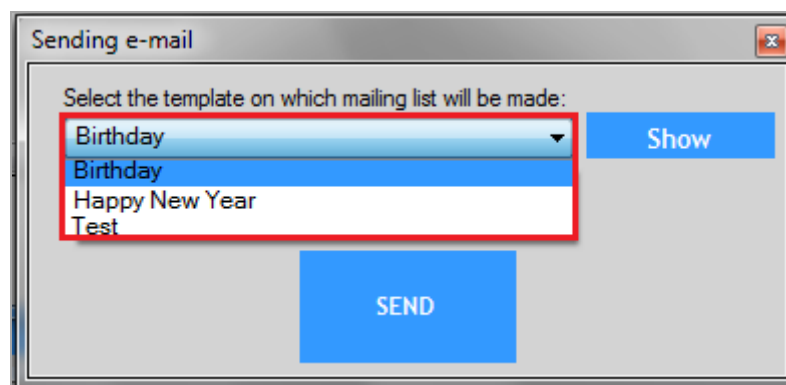 Sending e-mail
Select the template on which mailing list will be made:
Birthday
Show
Birthday
Happy New Year
Test
SEND